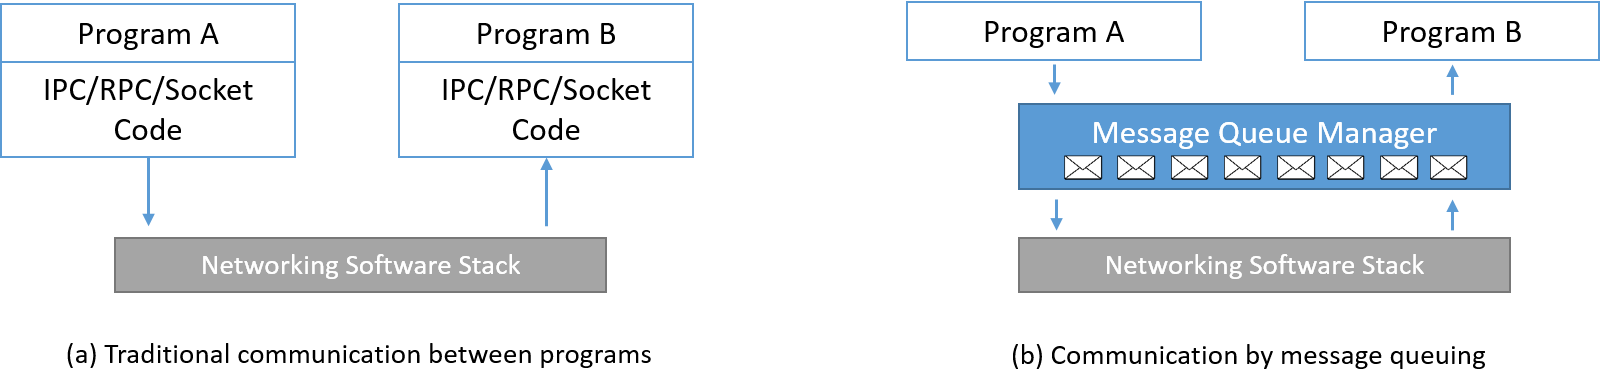 Program A
IPC/RPC/Socket
Code
Program B
IPC/RPC/Socket
Code
Networking Software Stack
(a) Traditional communication between programs
Program A
Program B
Message Queue Manager
Networking Software Stack
(b) Communication by message queuing